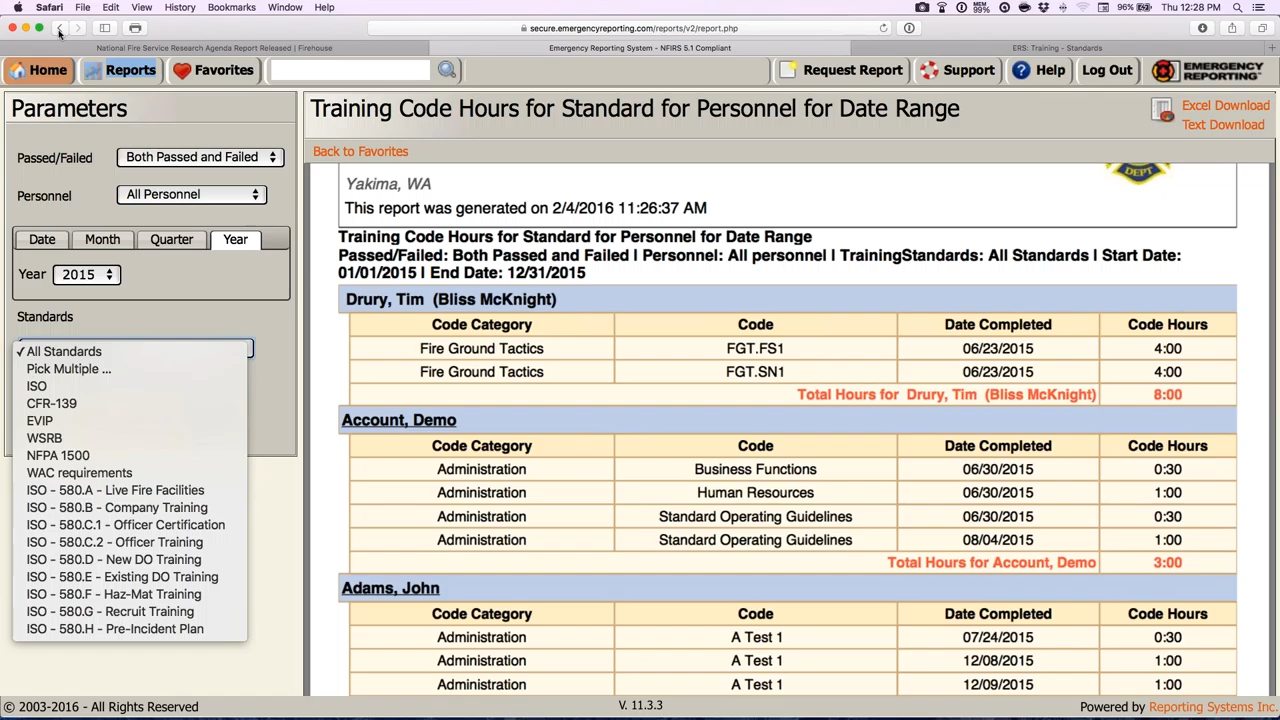 Safari File Edit View History Bookmarks Window Help
MEM 99% 96% Thu 12:28 PM
secure.emergencyreporting.com/reports/v2/report.php
National Fire Service Research Agenda Report Released | Firehouse
Emergency Reporting System - NFIRS 5.1 Compliant
ERS: Training - Standards
Home Reports Favorites Request Report Support Help Log Out EMERGENCY REPORTING
Parameters
Passed/Failed Both Passed and Failed
Personnel All Personnel
Date Month Quarter Year
Year 2015
Standards
✓ All Standards
Pick Multiple ...
ISO
CFR-139
EVIP
WSRB
NFPA 1500
WAC requirements
ISO - 580.A - Live Fire Facilities
ISO - 580.B - Company Training
ISO - 580.C.1 - Officer Certification
ISO - 580.C.2 - Officer Training
ISO - 580.D - New DO Training
ISO - 580.E - Existing DO Training
ISO - 580.F - Haz-Mat Training
ISO - 580.G - Recruit Training
ISO - 580.H - Pre-Incident Plan
Training Code Hours for Standard for Personnel for Date Range
Excel Download
Text Download
Back to Favorites
DEPT
Yakima, WA
This report was generated on 2/4/2016 11:26:37 AM
Training Code Hours for Standard for Personnel for Date Range
Passed/Failed: Both Passed and Failed | Personnel: All personnel | TrainingStandards: All Standards | Start Date:
01/01/2015 | End Date: 12/31/2015
Drury, Tim (Bliss McKnight)
Code Category Code Date Completed Code Hours
Fire Ground Tactics FGT.FS1 06/23/2015 4:00
Fire Ground Tactics FGT.SN1 06/23/2015 4:00
Total Hours for Drury, Tim (Bliss McKnight) 8:00
Account, Demo
Code Category Code Date Completed Code Hours
Administration Business Functions 06/30/2015 0:30
Administration Human Resources 06/30/2015 1:00
Administration Standard Operating Guidelines 06/30/2015 0:30
Administration Standard Operating Guidelines 08/04/2015 1:00
Total Hours for Account, Demo 3:00
Adams, John
Code Category Code Date Completed Code Hours
Administration A Test 1 07/24/2015 0:30
Administration A Test 1 12/08/2015 1:00
Administration A Test 1 12/09/2015 1:00
© 2003-2016 - All Rights Reserved V. 11.3.3 Powered by Reporting Systems Inc.